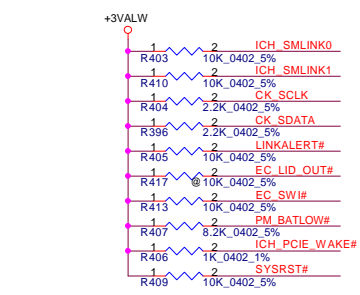 +3VALW
1 2 ICH_SMLINK0
R403 10K_0402_5%
1 2 ICH_SMLINK1
R410 10K_0402_5%
1 2 CK_SCLK
R404 2.2K_0402_5%
1 2 CK_SDATA
R396 2.2K_0402_5%
1 2 LINKALERT#
R405 10K_0402_5%
1 2 EC_LID_OUT#
R417 @ 10K_0402_5%
1 2 EC_SWI#
R413 10K_0402_5%
1 2 PM_BATLOW#
R407 8.2K_0402_5%
1 2 ICH_PCIE_WAKE#
R406 1K_0402_1%
1 2 SYSRST#
R409 10K_0402_5%